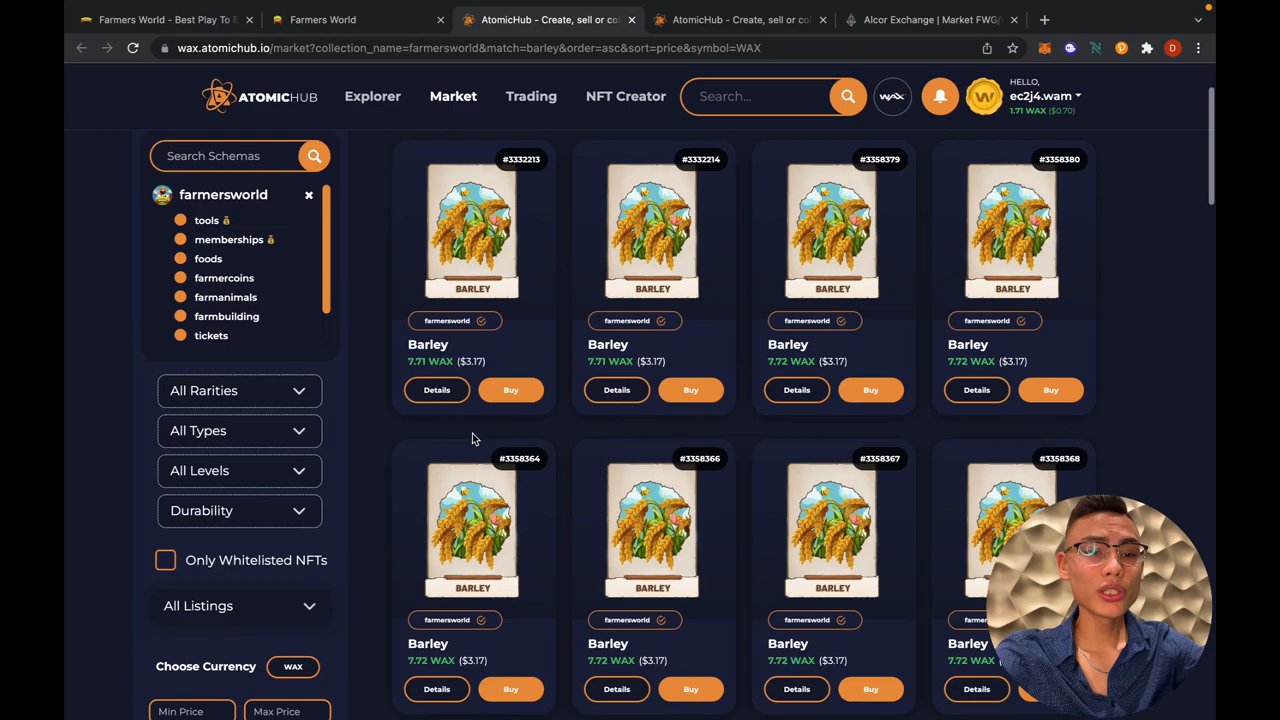 Farmers World - Best Play To E
Farmers World
AtomicHub - Create, sell or col
AtomicHub - Create, sell or col
Alcor Exchange | Market FWG/
wax.atomichub.io/market?collection_name=farmersworld&match=barley&order=asc&sort=price&symbol=WAX
D
ATOMICHUB
Explorer
Market
Trading
NFT Creator
Search...
WAX
W
HELLO,
ec2j4.wam
1.71 WAX ($0.70)
Search Schemas
farmersworld
tools
memberships
foods
farmercoins
farmanimals
farmbuilding
tickets
All Rarities
All Types
All Levels
Durability
Only Whitelisted NFTs
All Listings
Choose Currency WAX
Min Price Max Price
#3332213 #3332214 #3358379 #3358380
BARLEY BARLEY BARLEY BARLEY
farmersworld farmersworld farmersworld farmersworld
Barley Barley Barley Barley
7.71 WAX ($3.17) 7.71 WAX ($3.17) 7.72 WAX ($3.17) 7.72 WAX ($3.17)
Details Buy Details Buy Details Buy Details Buy
#3358364 #3358366 #3358367 #3358368
BARLEY BARLEY BARLEY
farmersworld farmersworld farmersworld
Barley Barley Barley Barley
7.72 WAX ($3.17) 7.72 WAX ($3.17) 7.72 WAX ($3.17) 7.72 WAX
Details Buy Details Buy Details Buy Details